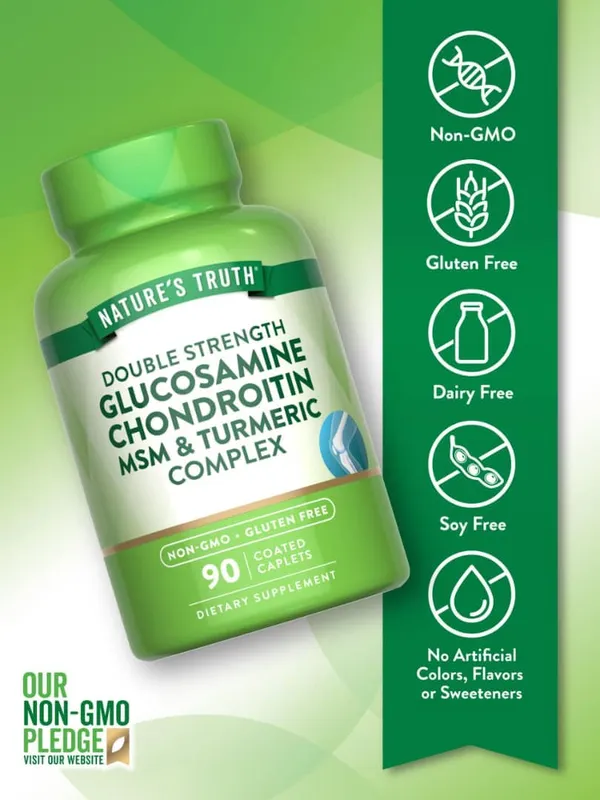 NATURE'S TRUTH®
DOUBLE STRENGTH
GLUCOSAMINE
CHONDROITIN
MSM & TURMERIC
COMPLEX
NON-GMO • GLUTEN FREE
90
COATED
CAPLETS
DIETARY SUPPLEMENT
Non-GMO
Gluten Free
Dairy Free
Soy Free
No Artificial
Colors, Flavors
or Sweeteners
OUR
NON-GMO
PLEDGE
VISIT OUR WEBSITE